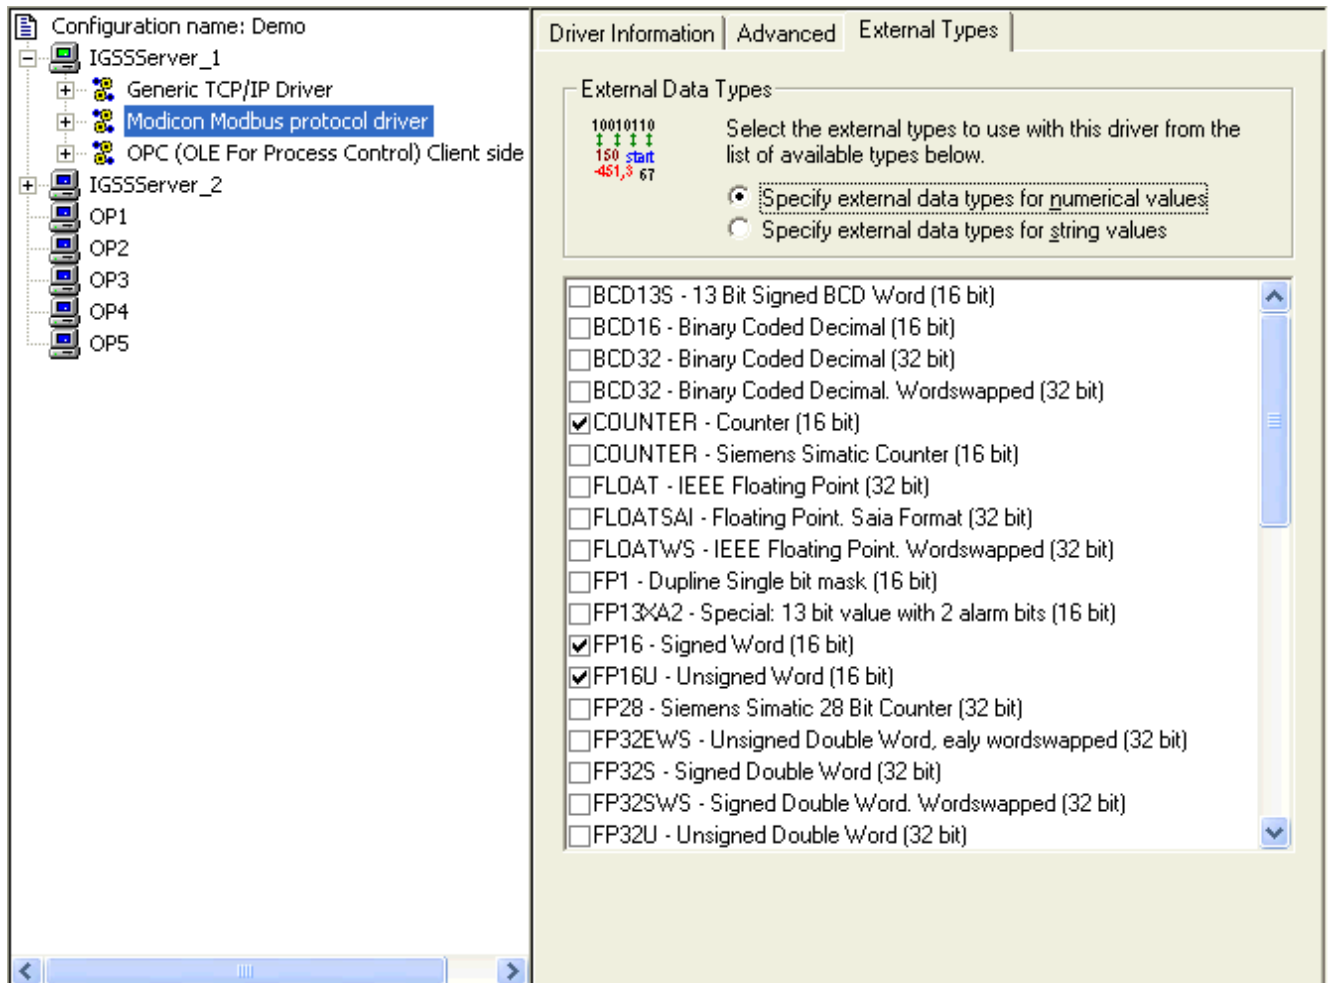 Configuration name: Demo
IGSSServer_1
Generic TCP/IP Driver
Modicon Modbus protocol driver
OPC (OLE For Process Control) Client side
IGSSServer_2
OP1
OP2
OP3
OP4
OP5
Driver Information Advanced External Types
External Data Types
10010110
150 start
-451,3 67
Select the external types to use with this driver from the
list of available types below.
Specify external data types for numerical values
Specify external data types for string values
BCD13S - 13 Bit Signed BCD Word (16 bit)
BCD16 - Binary Coded Decimal (16 bit)
BCD32 - Binary Coded Decimal (32 bit)
BCD32 - Binary Coded Decimal. Wordswapped (32 bit)
COUNTER - Counter (16 bit)
COUNTER - Siemens Simatic Counter (16 bit)
FLOAT - IEEE Floating Point (32 bit)
FLOATSAI - Floating Point. Saia Format (32 bit)
FLOATWS - IEEE Floating Point. Wordswapped (32 bit)
FP1 - Dupline Single bit mask (16 bit)
FP13XA2 - Special: 13 bit value with 2 alarm bits (16 bit)
FP16 - Signed Word (16 bit)
FP16U - Unsigned Word (16 bit)
FP28 - Siemens Simatic 28 Bit Counter (32 bit)
FP32EWS - Unsigned Double Word, ealy wordswapped (32 bit)
FP32S - Signed Double Word (32 bit)
FP32SWS - Signed Double Word. Wordswapped (32 bit)
FP32U - Unsigned Double Word (32 bit)